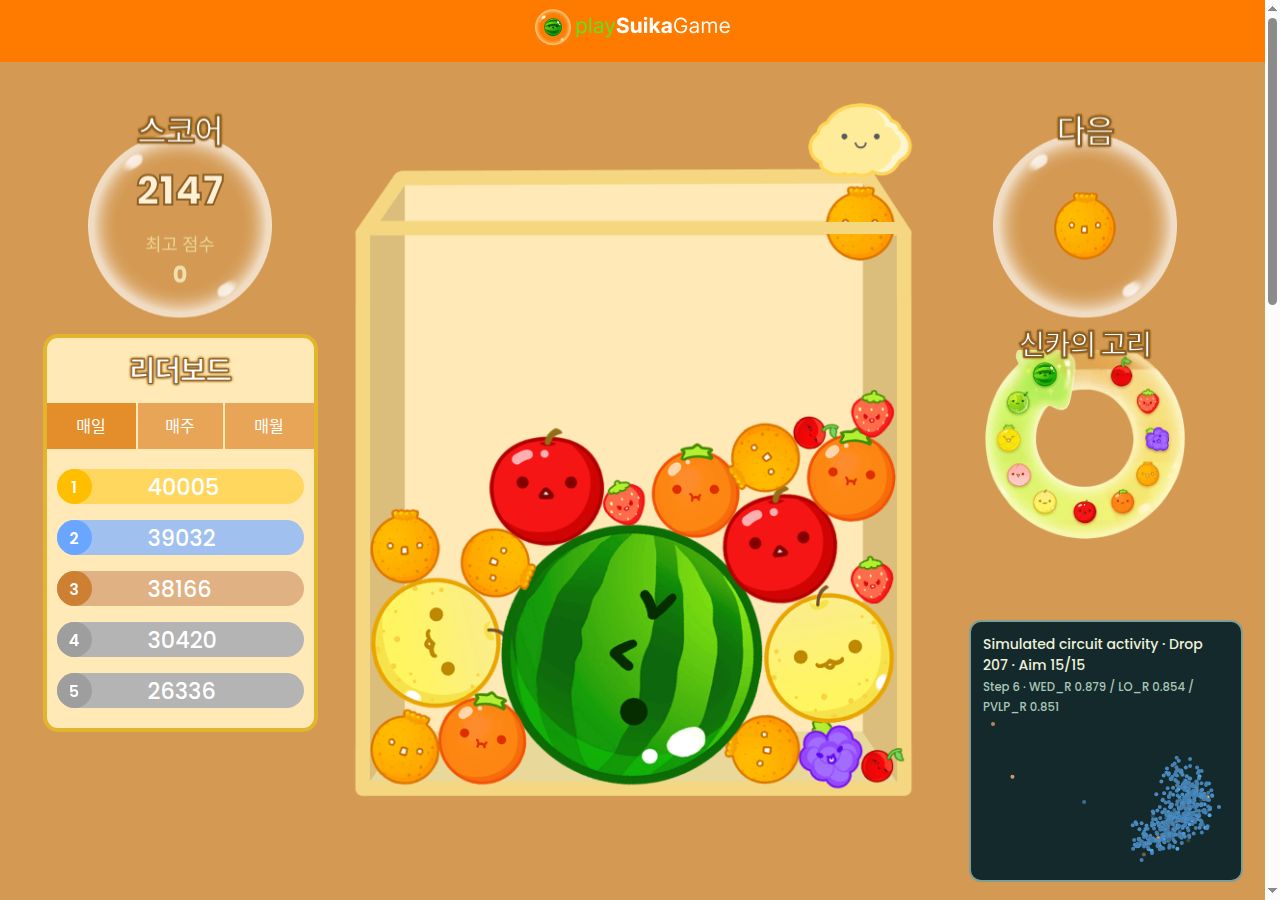 playSuikaGame
스코어
2147
최고 점수
0
리더보드
매일
매주
매월
1
40005
2
39032
3
38166
4
30420
5
26336
다음
신카의 고리
Simulated circuit activity · Drop
207 · Aim 15/15
Step 6 · WED_R 0.879 / LO_R 0.854 /
PVLP_R 0.851